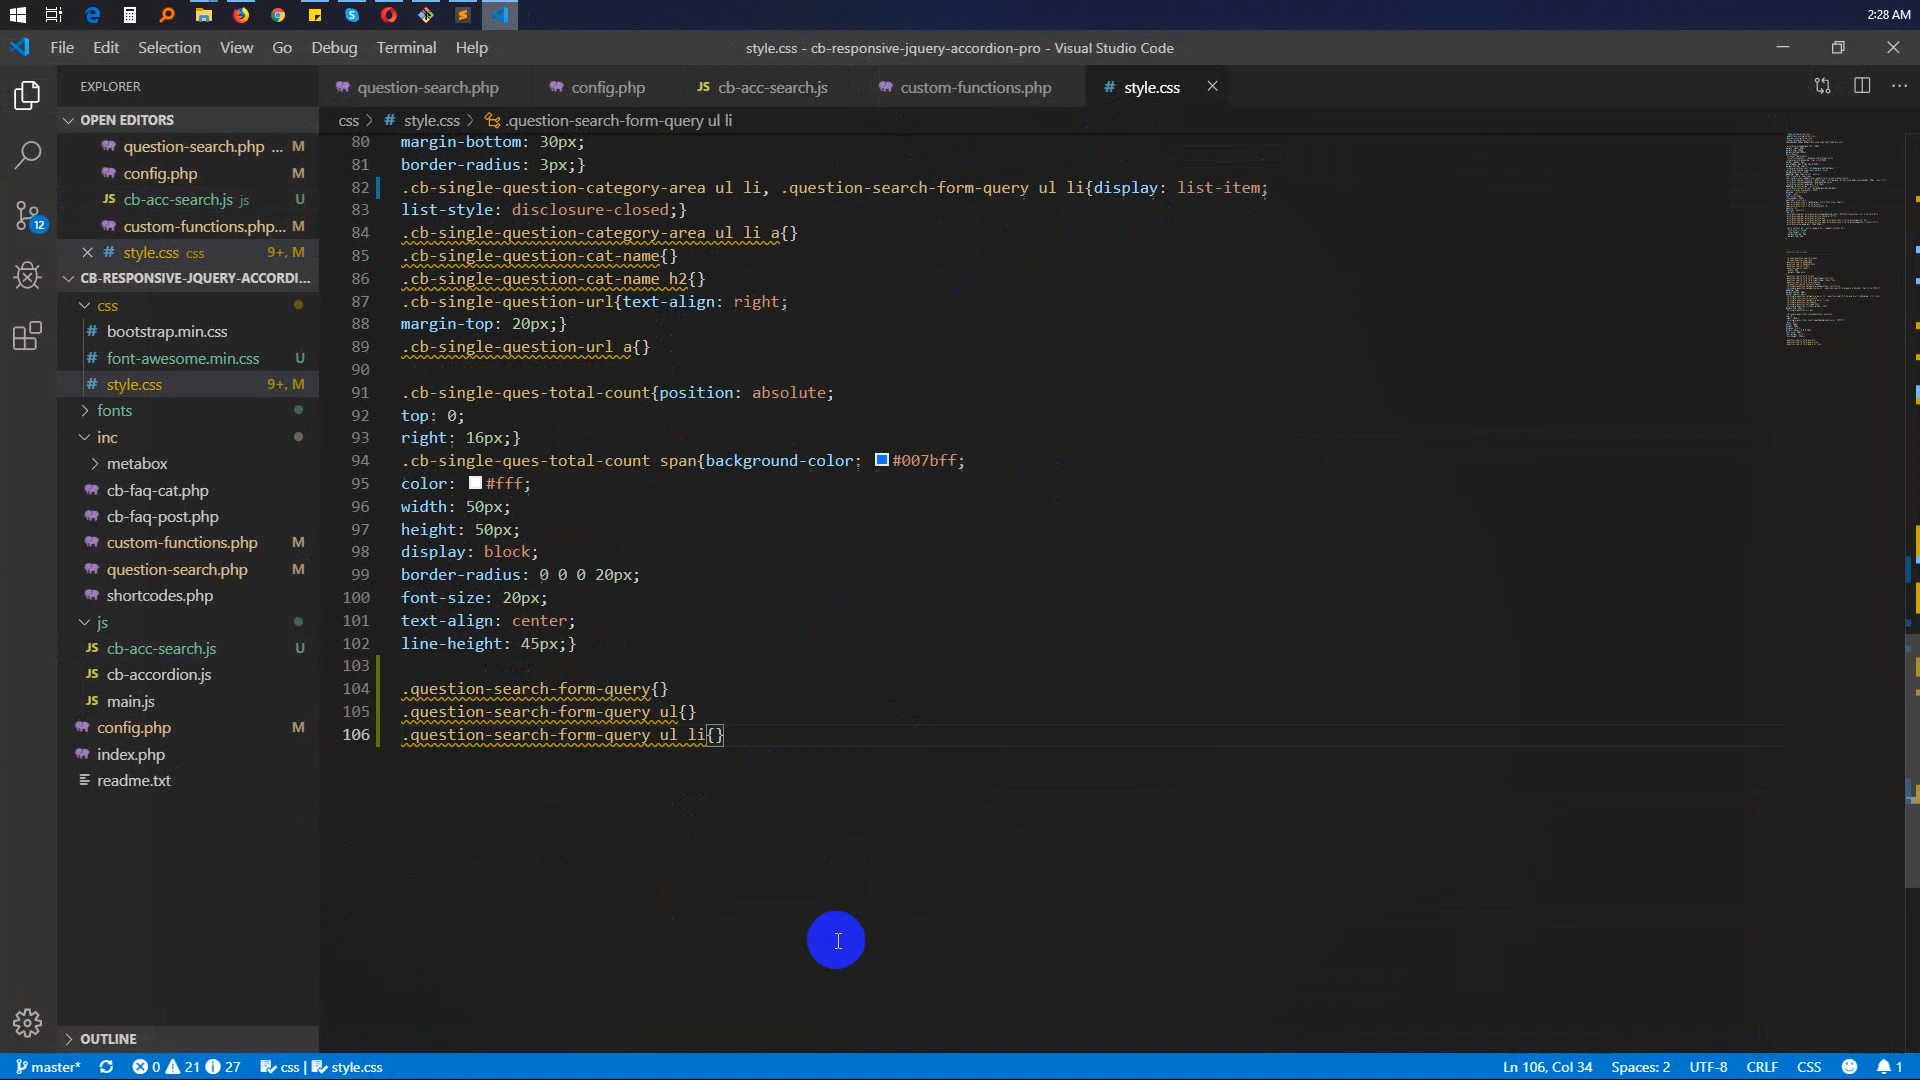 2:28 AM
File Edit Selection View Go Debug Terminal Help
style.css - cb-responsive-jquery-accordion-pro - Visual Studio Code
EXPLORER
question-search.php
config.php
JS cb-acc-search.js
custom-functions.php
# style.css
OPEN EDITORS
question-search.php ... M
config.php M
JS cb-acc-search.js js U
custom-functions.php... M
# style.css css 9+, M
CB-RESPONSIVE-JQUERY-ACCORDI...
css
# bootstrap.min.css
# font-awesome.min.css U
# style.css 9+, M
fonts
inc
metabox
cb-faq-cat.php
cb-faq-post.php
custom-functions.php M
question-search.php M
shortcodes.php
js
JS cb-acc-search.js U
JS cb-accordion.js
JS main.js
config.php M
index.php
readme.txt
OUTLINE
12
css > # style.css > .question-search-form-query ul li
80 margin-bottom: 30px;
81 border-radius: 3px;}
82 .cb-single-question-category-area ul li, .question-search-form-query ul li{display: list-item;
83 list-style: disclosure-closed;}
84 .cb-single-question-category-area ul li a{}
85 .cb-single-question-cat-name{}
86 .cb-single-question-cat-name h2{}
87 .cb-single-question-url{text-align: right;
88 margin-top: 20px;}
89 .cb-single-question-url a{}
90
91 .cb-single-ques-total-count{position: absolute;
92 top: 0;
93 right: 16px;}
94 .cb-single-ques-total-count span{background-color: #007bff;
95 color: #fff;
96 width: 50px;
97 height: 50px;
98 display: block;
99 border-radius: 0 0 0 20px;
100 font-size: 20px;
101 text-align: center;
102 line-height: 45px;}
103
104 .question-search-form-query{}
105 .question-search-form-query ul{}
106 .question-search-form-query ul li{}
master* 0 21 27 css style.css Ln 106, Col 34 Spaces: 2 UTF-8 CRLF CSS 1